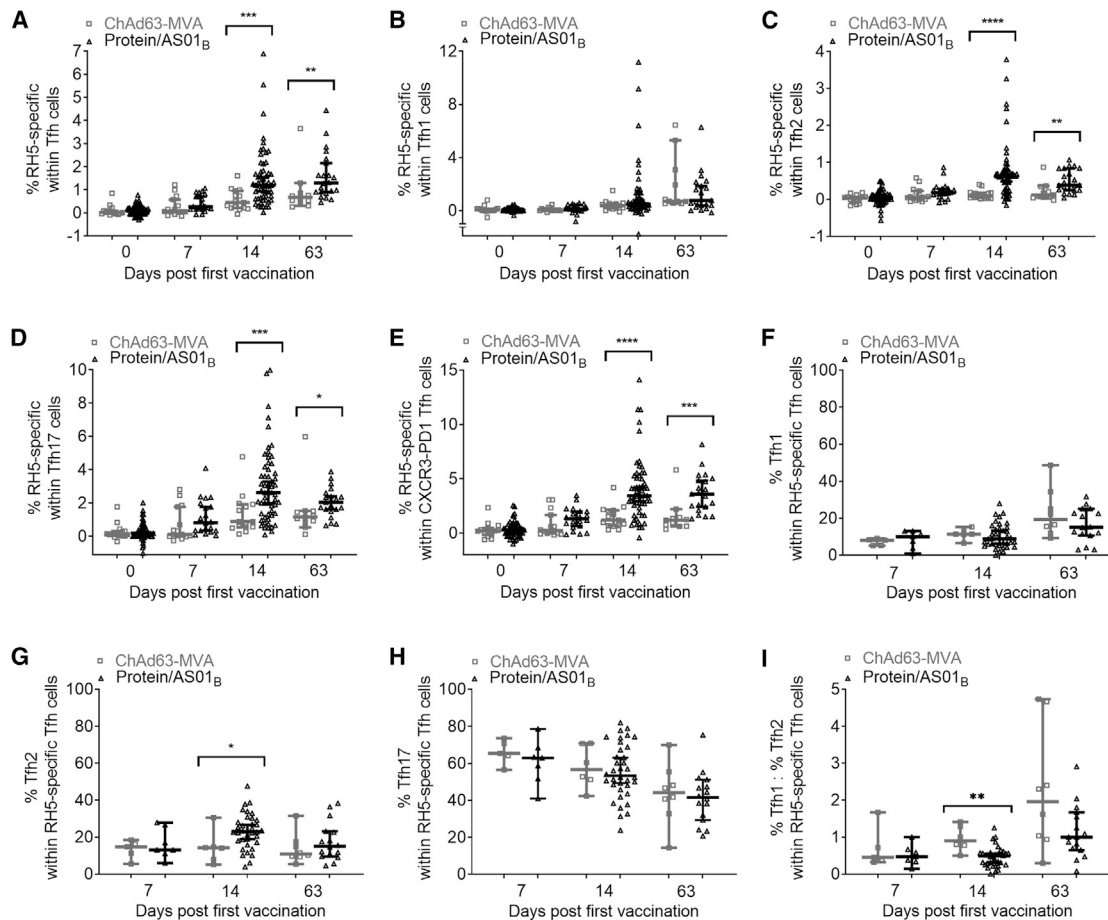 A
ChAd63-MVA
Protein/AS01B
***
**
% RH5-specific
within Tfh cells
7
6
5
4
3
2
1
0
-1
0 7 14 63
Days post first vaccination
B
ChAd63-MVA
Protein/AS01B
% RH5-specific
within Tfh1 cells
12
8
4
0
0 7 14 63
Days post first vaccination
C
ChAd63-MVA
Protein/AS01B
****
**
% RH5-specific
within Tfh2 cells
4
3
2
1
0
-1
0 7 14 63
Days post first vaccination
D
ChAd63-MVA
Protein/AS01B
***
*
% RH5-specific
within Tfh17 cells
10
8
6
4
2
0
0 7 14 63
Days post first vaccination
E
ChAd63-MVA
Protein/AS01B
****
***
% RH5-specific
within CXCR3-PD1 Tfh cells
15
10
5
0
0 7 14 63
Days post first vaccination
F
ChAd63-MVA
Protein/AS01B
% Tfh1
within RH5-specific Tfh cells
100
80
60
40
20
0
7 14 63
Days post first vaccination
G
ChAd63-MVA
Protein/AS01B
*
% Tfh2
within RH5-specific Tfh cells
100
80
60
40
20
0
7 14 63
Days post first vaccination
H
ChAd63-MVA
Protein/AS01B
% Tfh17
within RH5-specific Tfh cells
100
80
60
40
20
0
7 14 63
Days post first vaccination
I
ChAd63-MVA
Protein/AS01B
**
% Tfh1 : % Tfh2
within RH5-specific Tfh cells
5
4
3
2
1
0
7 14 63
Days post first vaccination